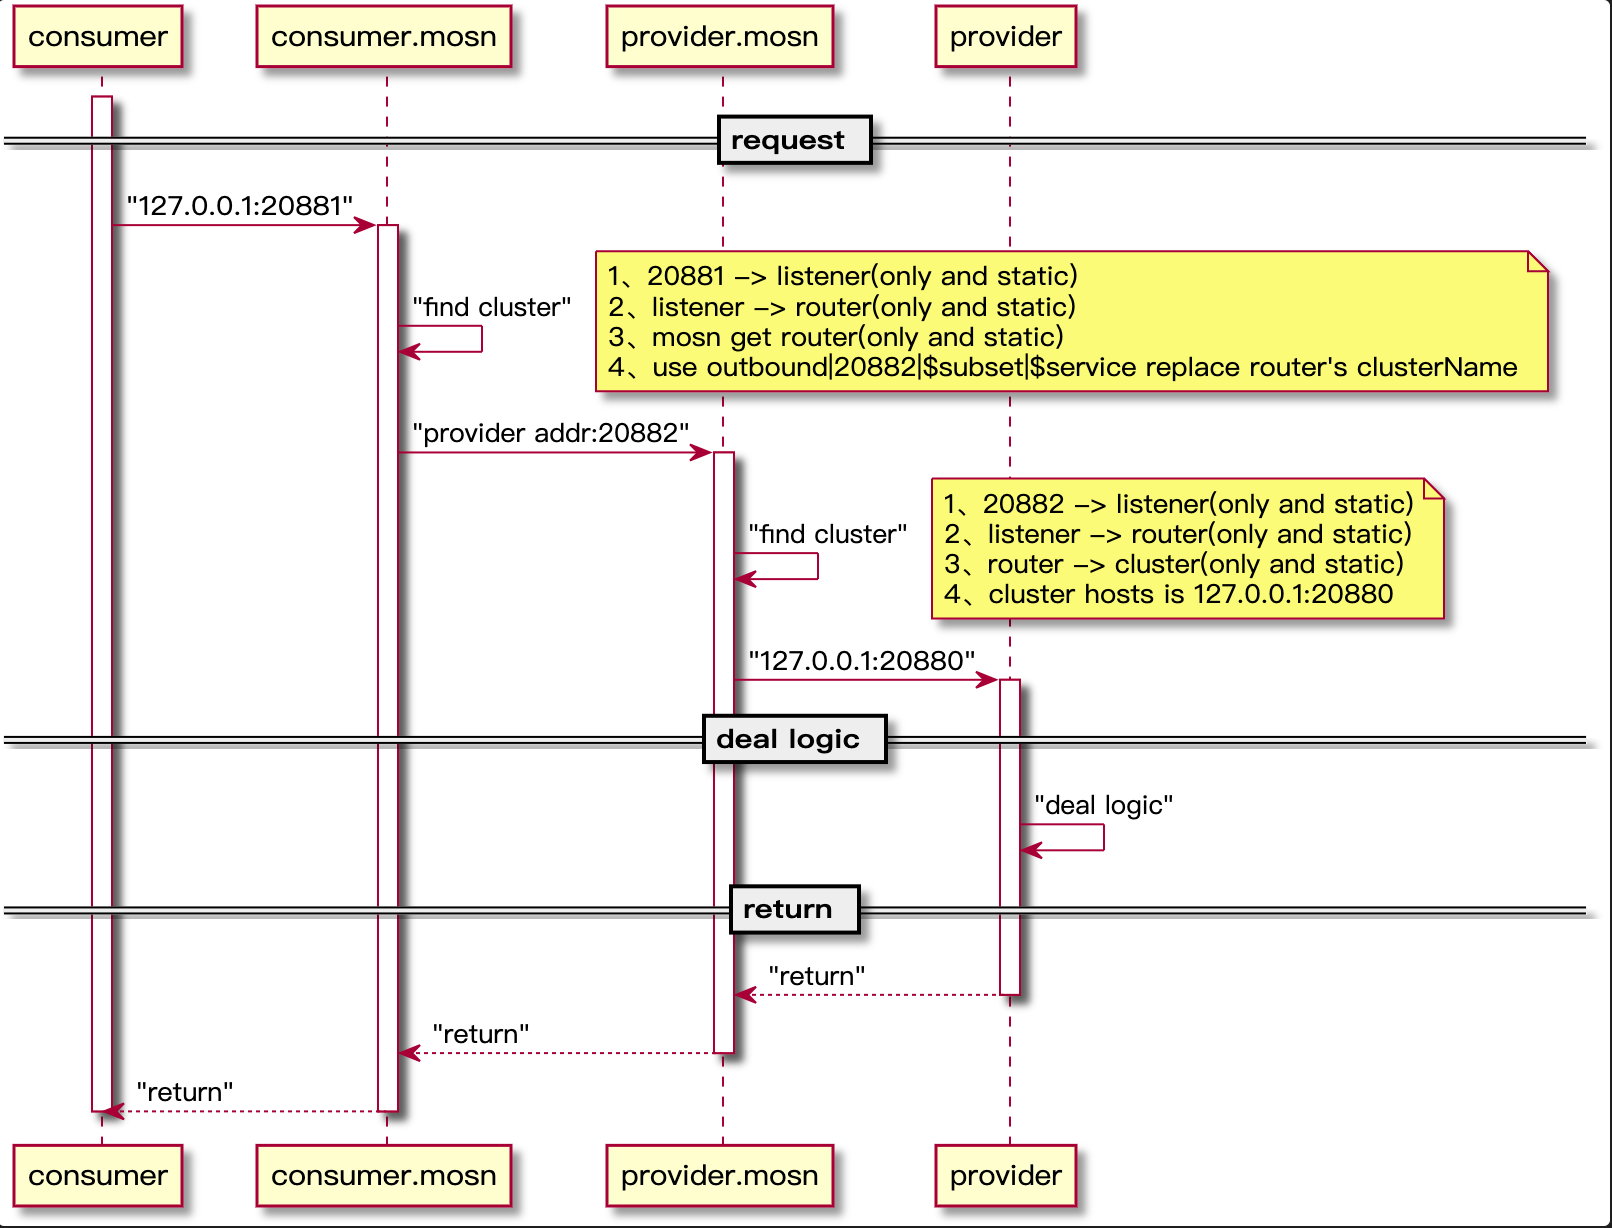 consumer
consumer.mosn
provider.mosn
provider
request
"127.0.0.1:20881"
1、20881 -> listener(only and static)
2、listener -> router(only and static)
3、mosn get router(only and static)
4、use outbound|20882|$subset|$service replace router's clusterName
"find cluster"
"provider addr:20882"
1、20882 -> listener(only and static)
2、listener -> router(only and static)
3、router -> cluster(only and static)
4、cluster hosts is 127.0.0.1:20880
"find cluster"
"127.0.0.1:20880"
deal logic
"deal logic"
return
"return"
"return"
"return"
consumer
consumer.mosn
provider.mosn
provider